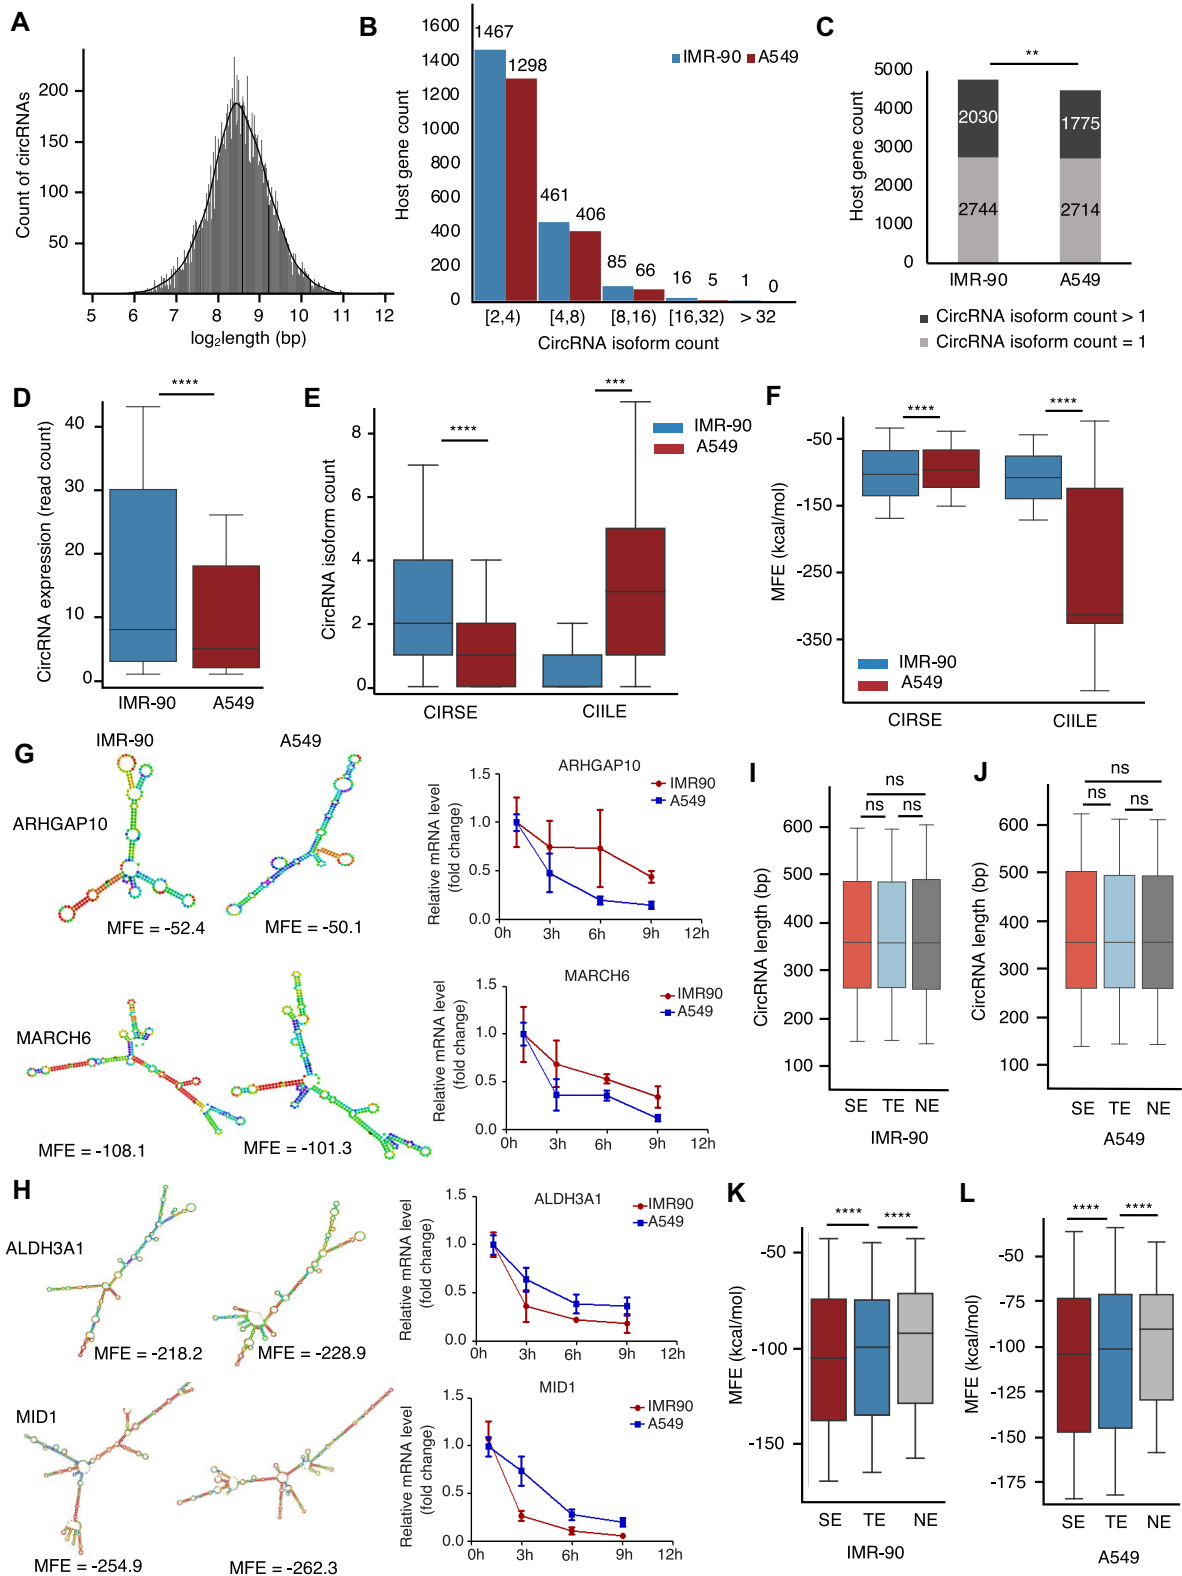 A
Count of circRNAs
200
150
100
50
5 6 7 8 9 10 11 12
log2length (bp)
B
Host gene count
1600
1400
1200
1000
800
600
400
200
0
1467
1298
461
406
85
66
16
5
1
0
IMR-90 A549
[2,4) [4,8) [8,16) [16,32) > 32
CircRNA isoform count
C
**
Host gene count
5000
4000
3000
2000
1000
0
2030
1775
2744
2714
IMR-90 A549
CircRNA isoform count > 1
CircRNA isoform count = 1
D
****
CircRNA expression (read count)
40
30
20
10
0
IMR-90 A549
E
****
***
CircRNA isoform count
8
6
4
2
0
IMR-90
A549
CIRSE CIILE
F
****
****
MFE (kcal/mol)
-50
-150
-250
-350
IMR-90
A549
CIRSE CIILE
G
IMR-90 A549
ARHGAP10
MFE = -52.4
MFE = -50.1
ARHGAP10
IMR90
A549
Relative mRNA level
(fold change)
1.5
1.0
0.5
0.0
0h 3h 6h 9h 12h
MARCH6
MFE = -108.1
MFE = -101.3
MARCH6
IMR90
A549
Relative mRNA level
(fold change)
1.5
1.0
0.5
0.0
0h 3h 6h 9h 12h
H
ALDH3A1
MFE = -218.2
MFE = -228.9
ALDH3A1
IMR90
A549
Relative mRNA level
(fold change)
1.5
1.0
0.5
0.0
0h 3h 6h 9h 12h
MID1
MFE = -254.9
MFE = -262.3
MID1
IMR90
A549
Relative mRNA level
(fold change)
1.5
1.0
0.5
0.0
0h 3h 6h 9h 12h
I
ns
ns ns
CircRNA length (bp)
600
500
400
300
200
100
SE TE NE
IMR-90
J
ns
ns ns
CircRNA length (bp)
600
500
400
300
200
100
SE TE NE
A549
K
**** ****
MFE (kcal/mol)
-50
-100
-150
SE TE NE
IMR-90
L
**** ****
MFE (kcal/mol)
-50
-75
-100
-125
-150
-175
SE TE NE
A549